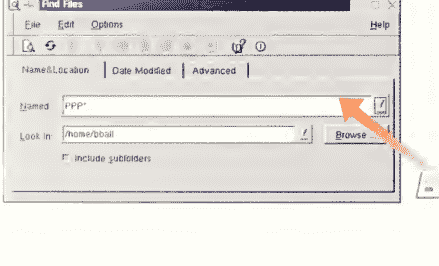 Find Files
File Edit Options Help
Name&Location Date Modified Advanced
Named PPP*
Look In /home/bball Browse ...
Include subfolders